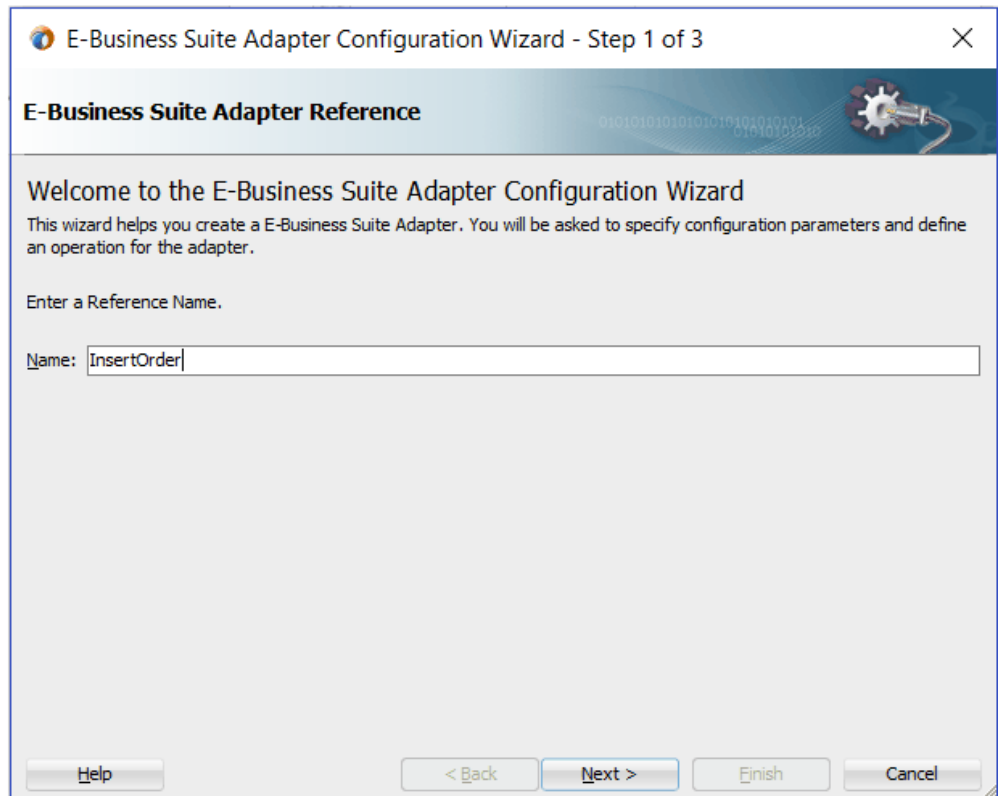 E-Business Suite Adapter Configuration Wizard - Step 1 of 3
E-Business Suite Adapter Reference
Welcome to the E-Business Suite Adapter Configuration Wizard
This wizard helps you create a E-Business Suite Adapter. You will be asked to specify configuration parameters and define
an operation for the adapter.
Enter a Reference Name.
Name: InsertOrder
Help < Back Next > Finish Cancel